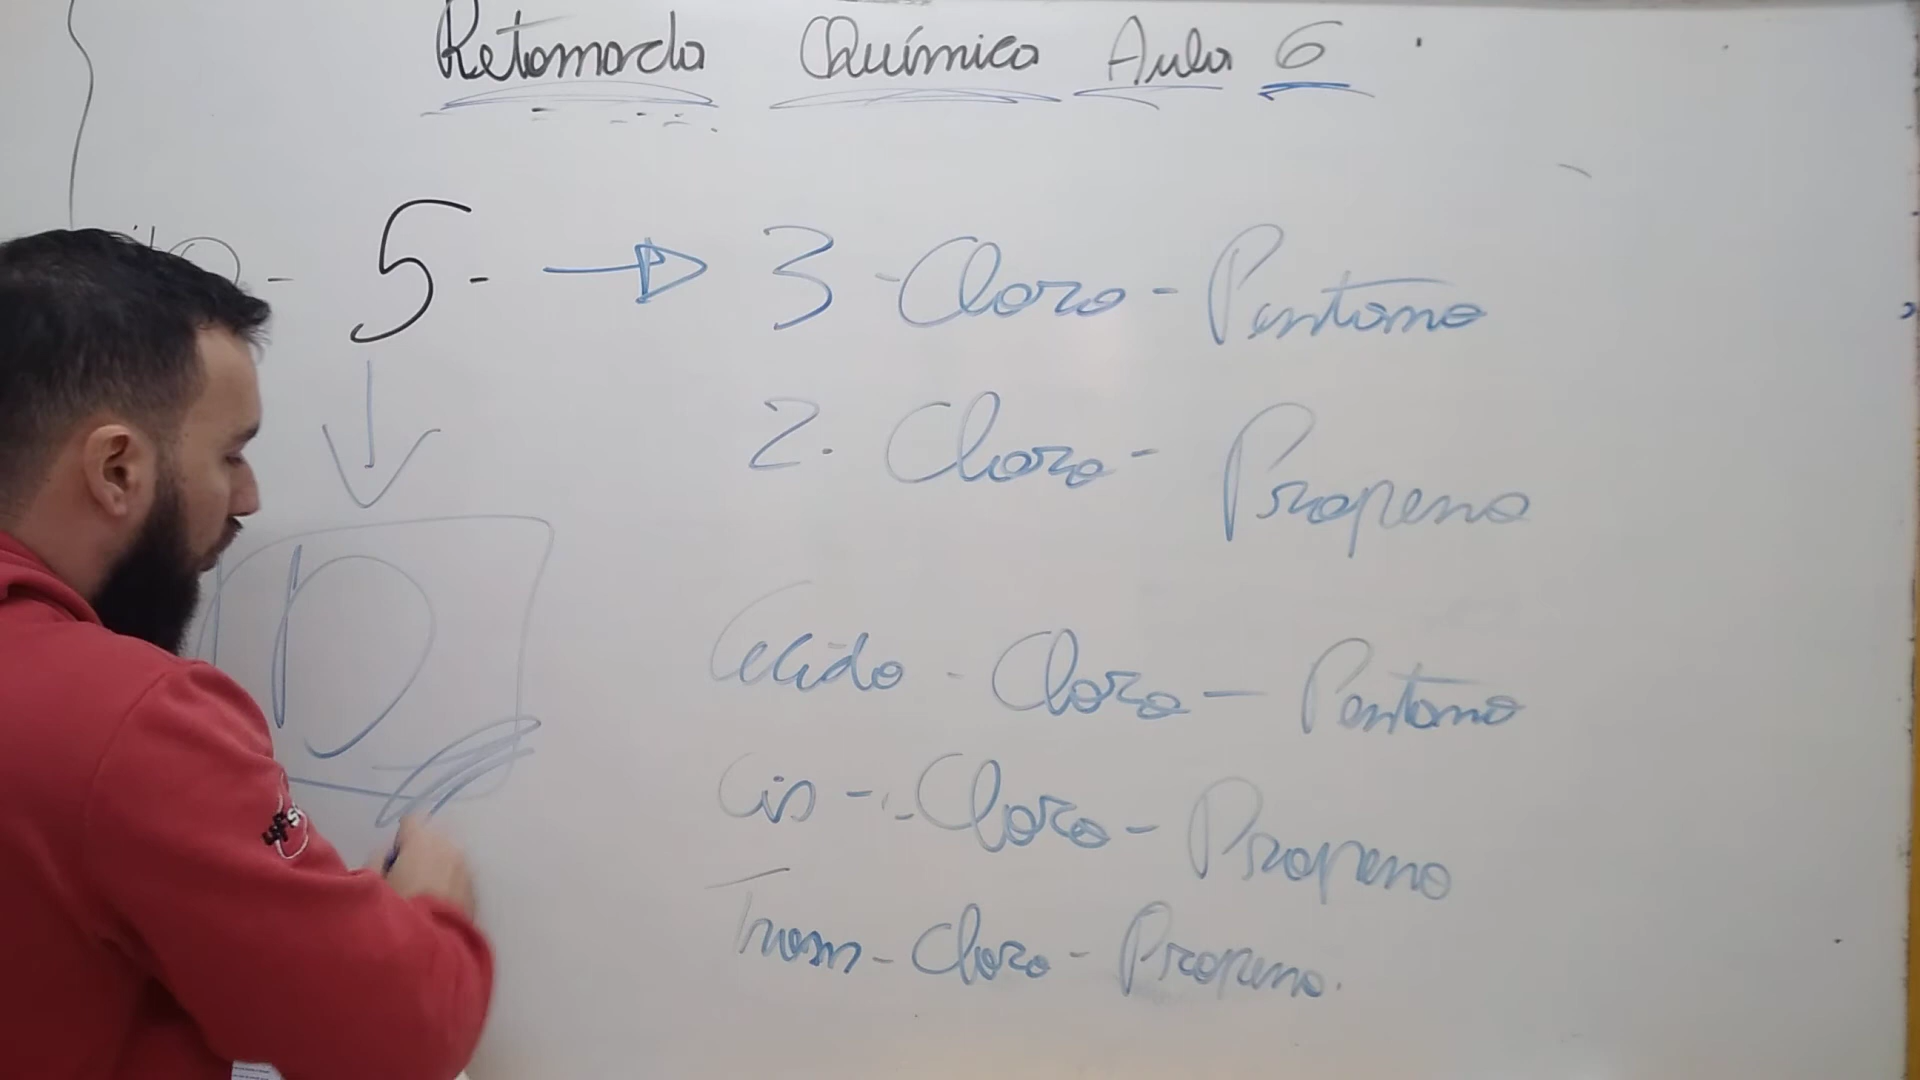 Retomada Química Aula 6
5 - 3 - Cloro - Pentano
2. Cloro - Propeno
D
Cloro - Pentano
Cis - Cloro - Propeno
Trans - Cloro - Propeno.